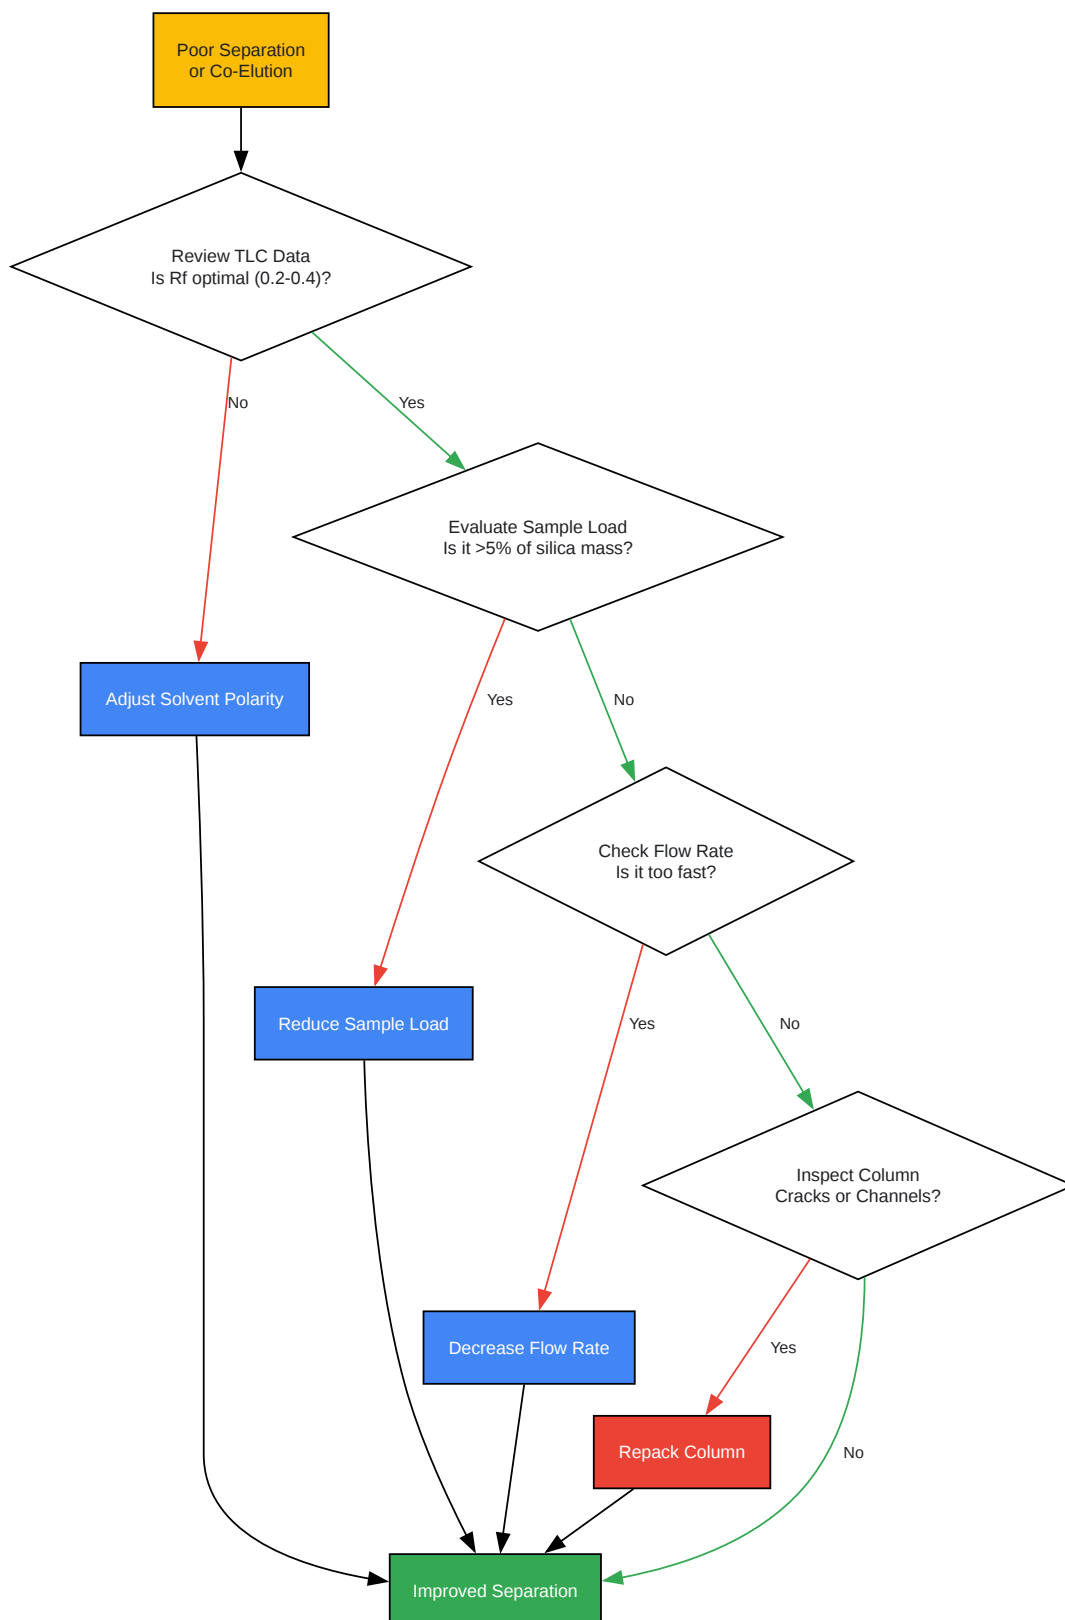 Poor Separation
or Co-Elution
Review TLC Data
Is Rf optimal (0.2-0.4)?
No
Yes
Evaluate Sample Load
Is it >5% of silica mass?
Adjust Solvent Polarity
Yes
No
Check Flow Rate
Is it too fast?
Reduce Sample Load
Yes
No
Inspect Column
Cracks or Channels?
Decrease Flow Rate
Yes
Repack Column
No
Improved Separation